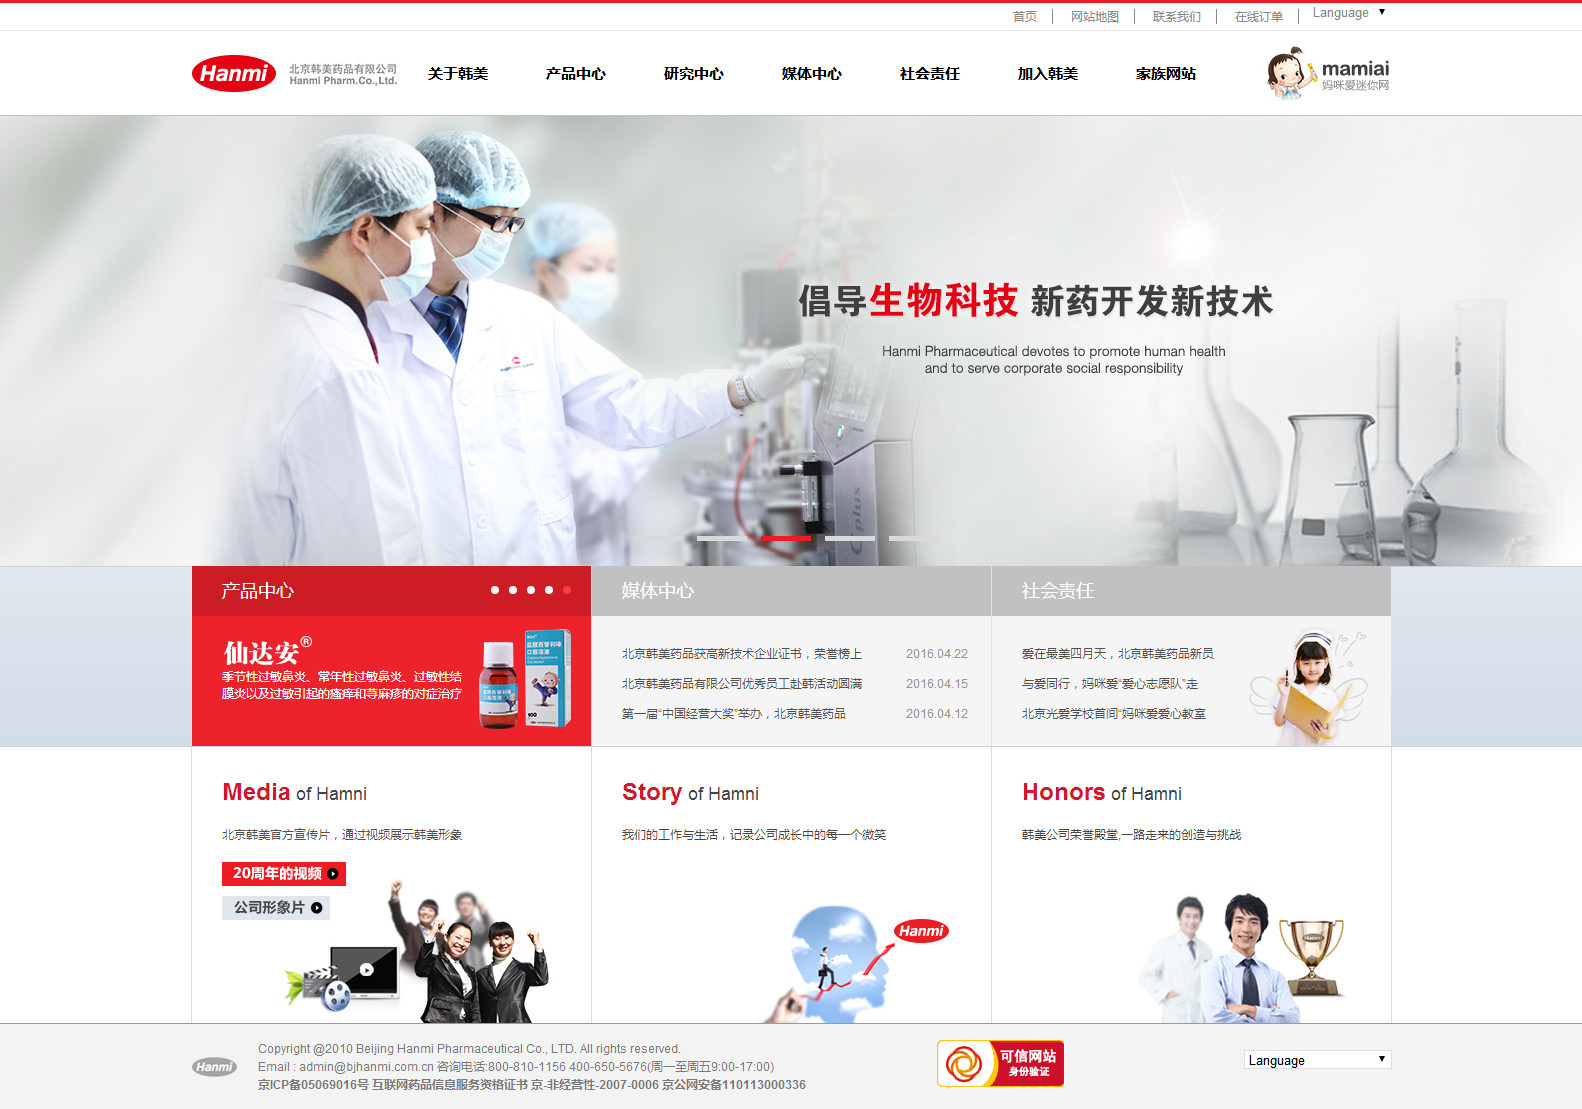 首页
网站地图
联系我们
在线订单
Language
Hanmi
北京韩美药品有限公司
Hanmi Pharm.Co.,Ltd.
关于韩美
产品中心
研究中心
媒体中心
社会责任
加入韩美
家族网站
mamiai
妈咪爱迷你网
倡导生物科技 新药开发新技术
Hanmi Pharmaceutical devotes to promote human health
and to serve corporate social responsibility
Cplus
产品中心
仙达安®
季节性过敏鼻炎、常年性过敏鼻炎、过敏性结
膜炎以及过敏引起的瘙痒和荨麻疹的对症治疗
盐酸西替利嗪
口服溶液
媒体中心
北京韩美药品获高新技术企业证书，荣誉榜上 2016.04.22
北京韩美药品有限公司优秀员工赴韩活动圆满 2016.04.15
第一届“中国经营大奖”举办，北京韩美药品 2016.04.12
社会责任
爱在最美四月天，北京韩美药品新员
与爱同行，妈咪爱“爱心志愿队”走
北京光爱学校首间“妈咪爱爱心教室
Media of Hamni
北京韩美官方宣传片，通过视频展示韩美形象
20周年的视频
公司形象片
Story of Hamni
我们的工作与生活，记录公司成长中的每一个微笑
Hanmi
Honors of Hamni
韩美公司荣誉殿堂,一路走来的创造与挑战
Hanmi
Hanmi
Copyright @2010 Beijing Hanmi Pharmaceutical Co., LTD. All rights reserved.
Email : admin@bjhanmi.com.cn 咨询电话:800-810-1156 400-650-5676(周一至周五9:00-17:00)
京ICP备05069016号 互联网药品信息服务资格证书 京-非经营性-2007-0006 京公网安备110113000336
可信网站
身份验证
Language